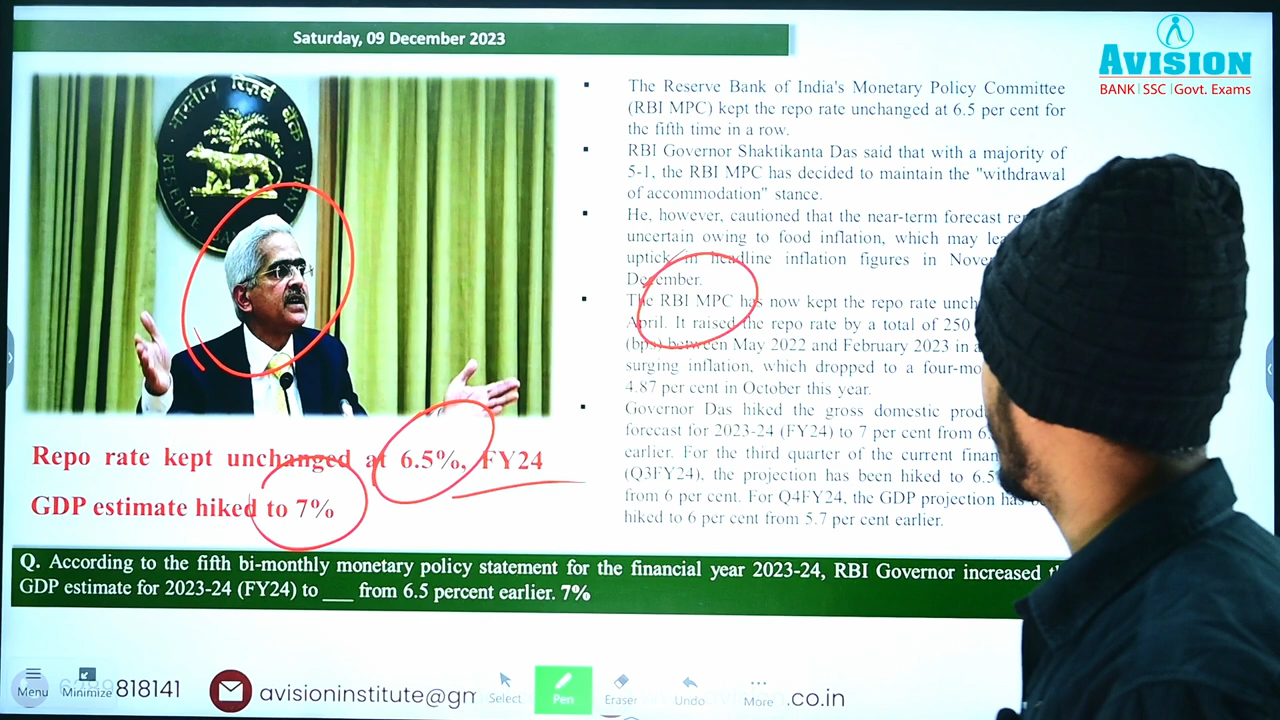 Saturday, 09 December 2023
AVISION
BANK | SSC | Govt. Exams
भारतीय रिज़र्व बैंक
RESERVE
INDIA
The Reserve Bank of India's Monetary Policy Committee
(RBI MPC) kept the repo rate unchanged at 6.5 per cent for
the fifth time in a row.
RBI Governor Shaktikanta Das said that with a majority of
5-1, the RBI MPC has decided to maintain the "withdrawal
of accommodation" stance.
He, however, cautioned that the near-term forecast
uncertain owing to food inflation, which may
uptick in headline inflation figures in
December.
The RBI MPC has now kept the repo rate
April. It raised the repo rate by a total of 250
(bps) between May 2022 and February 2023 in
surging inflation, which dropped to a
4.87 per cent in October this year.
Governor Das hiked the gross domestic
forecast for 2023-24 (FY24) to 7 per cent from
earlier. For the third quarter of the current
(Q3FY24), the projection has been hiked to 6.5
from 6 per cent. For Q4FY24, the GDP projection has
hiked to 6 per cent from 5.7 per cent earlier.
Repo rate kept unchanged at 6.5%, FY24
GDP estimate hiked to 7%
Q. According to the fifth bi-monthly monetary policy statement for the financial year 2023-24, RBI Governor increased
GDP estimate for 2023-24 (FY24) to ___ from 6.5 percent earlier. 7%
Menu
Minimize
818141
avisioninstitute@gm
Select
Pen
Eraser
Undo
More
.co.in